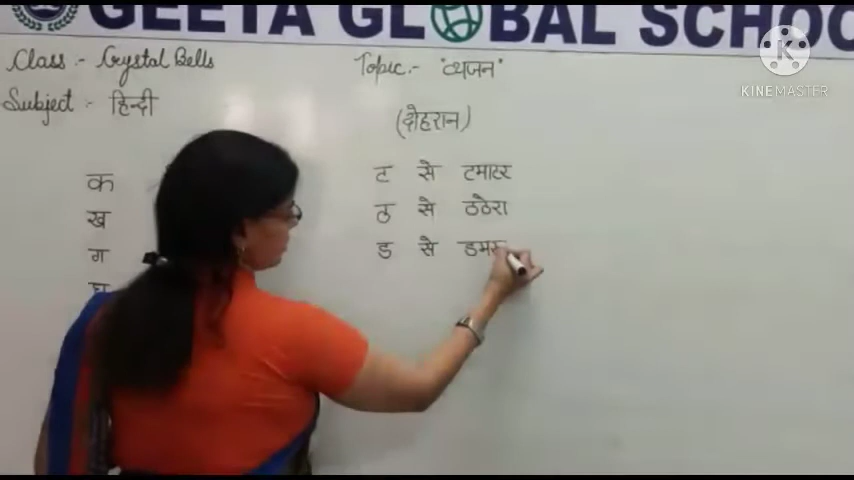 GEETA GLOBAL SCHOO
KINEMASTER
Class :- Crystal Bells
Topic :- "व्यजन"
Subject :- हिन्दी
(दोहरान)
क
ख
ग
घ
ट से टमाटर
ठ से ठठेरा
ड से डमर